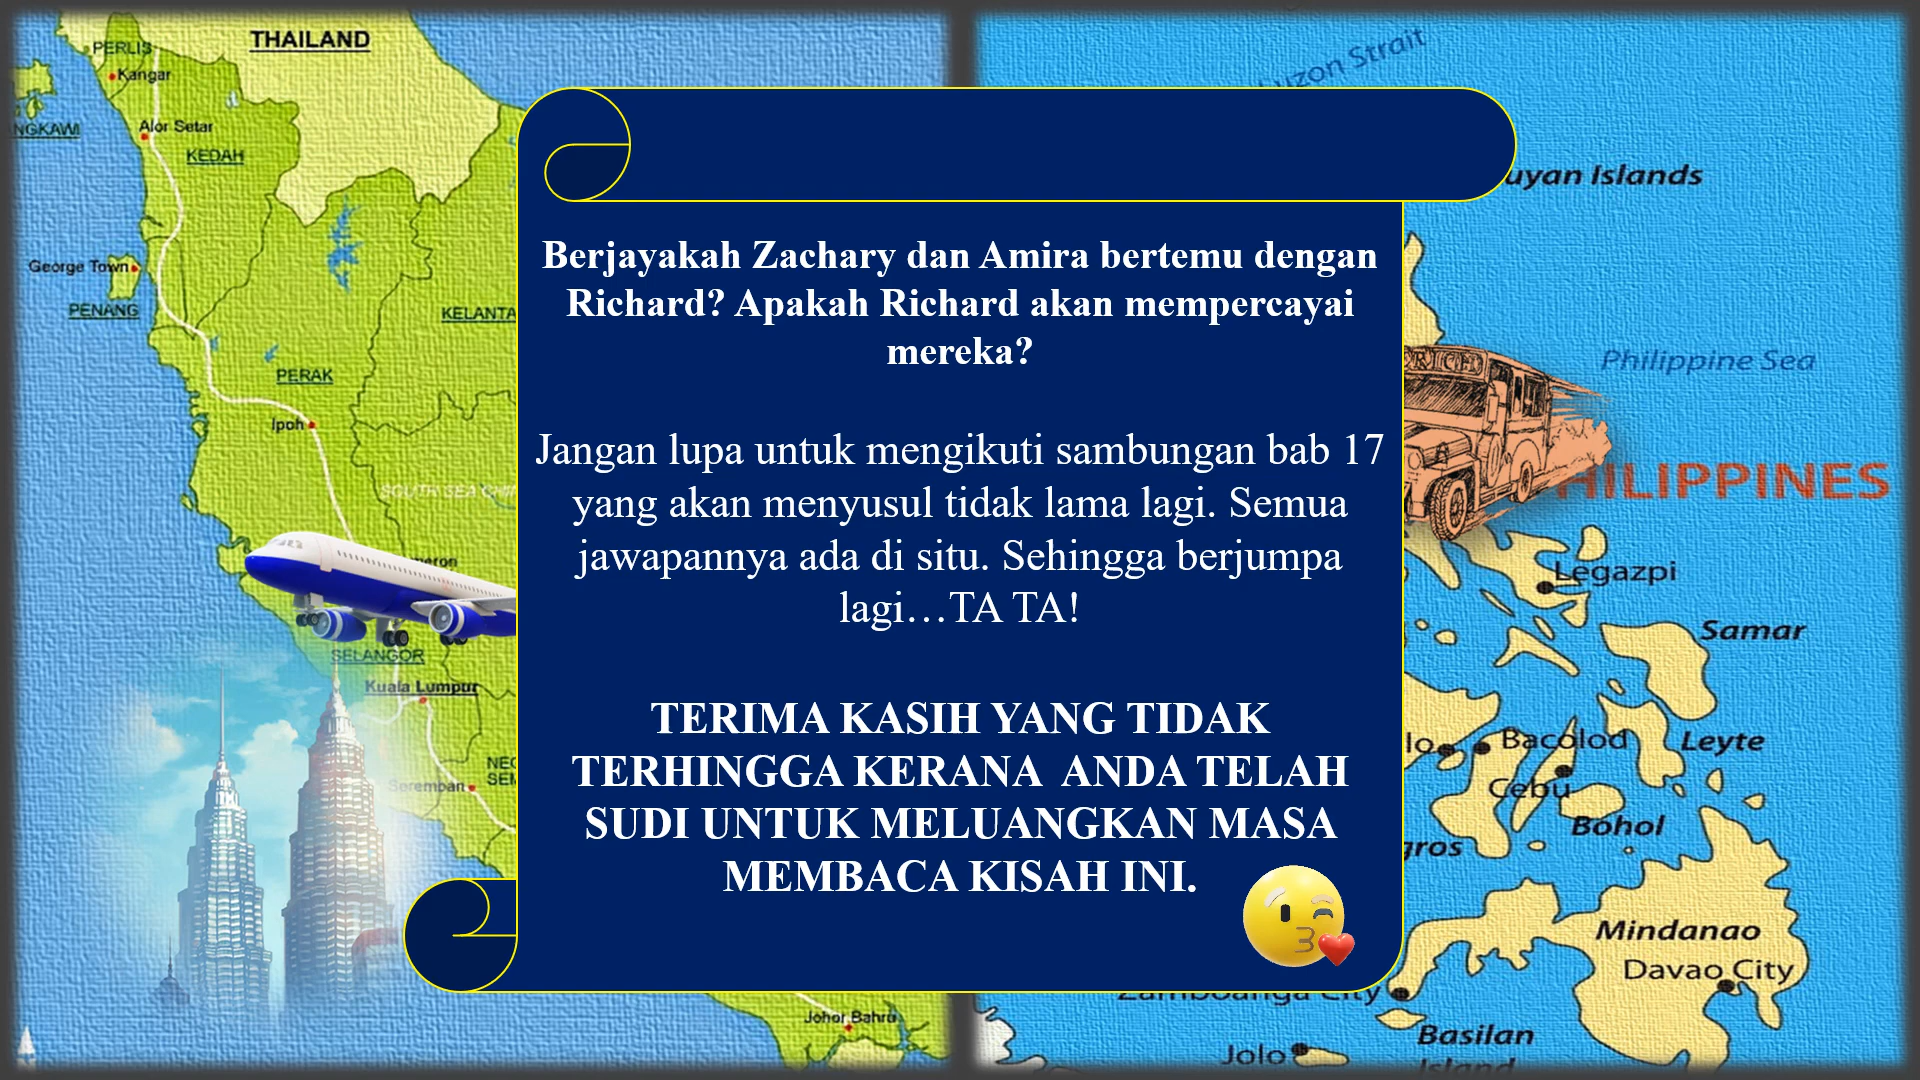 THAILAND
PERLIS
Kangar
Alor Setar
KEDAH
George Town
PENANG
PERAK
Ipoh
SELANGOR
Kuala Lumpur
Seremban
Johor Bahru
Berjayakah Zachary dan Amira bertemu dengan
Richard? Apakah Richard akan mempercayai
mereka?
Jangan lupa untuk mengikuti sambungan bab 17
yang akan menyusul tidak lama lagi. Semua
jawapannya ada di situ. Sehingga berjumpa
lagi…TA TA!
TERIMA KASIH YANG TIDAK
TERHINGGA KERANA ANDA TELAH
SUDI UNTUK MELUANGKAN MASA
MEMBACA KISAH INI.
Strait
Islands
Philippine Sea
Legazpi
Samar
Bacolod
Leyte
Cebu
Bohol
Mindanao
Davao City
City
Basilan
Island
Jolo